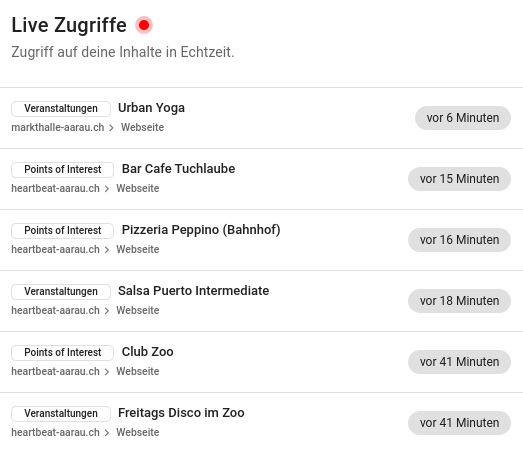 Live Zugriffe
Zugriff auf deine Inhalte in Echtzeit.
Veranstaltungen Urban Yoga
markthalle-aarau.ch > Webseite
vor 6 Minuten
Points of Interest Bar Cafe Tuchlaube
heartbeat-aarau.ch > Webseite
vor 15 Minuten
Points of Interest Pizzeria Peppino (Bahnhof)
heartbeat-aarau.ch > Webseite
vor 16 Minuten
Veranstaltungen Salsa Puerto Intermediate
heartbeat-aarau.ch > Webseite
vor 18 Minuten
Points of Interest Club Zoo
heartbeat-aarau.ch > Webseite
vor 41 Minuten
Veranstaltungen Freitags Disco im Zoo
heartbeat-aarau.ch > Webseite
vor 41 Minuten